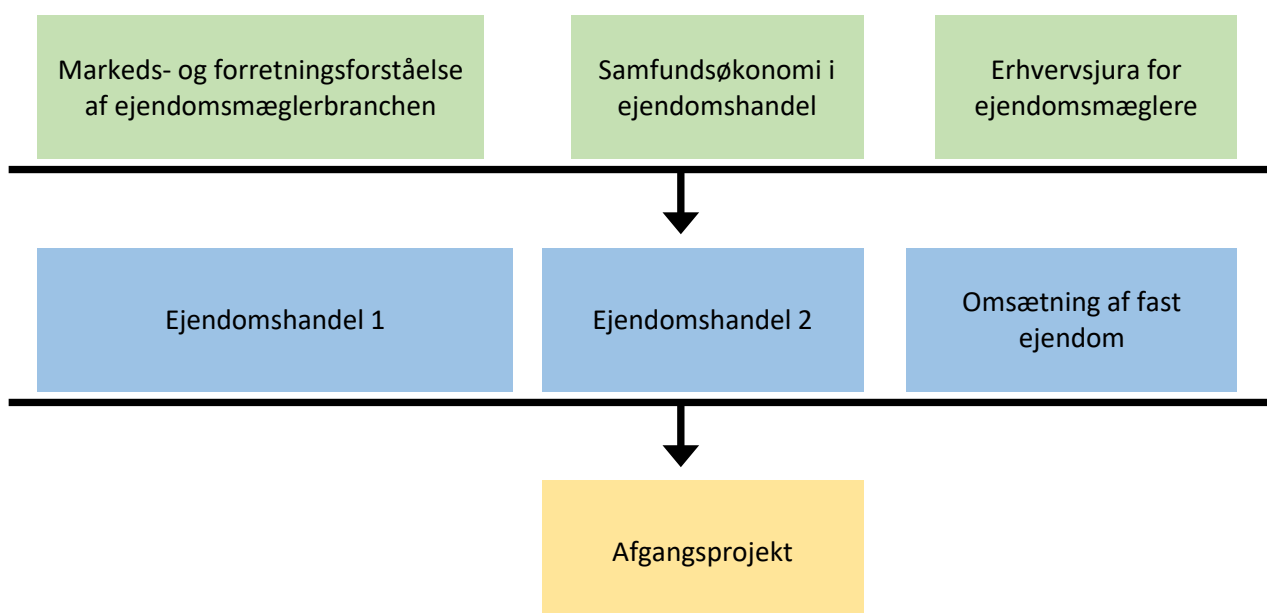 Markeds- og forretningsforståelse
af ejendomsmæglerbranchen
Samfundsøkonomi i
ejendomshandel
Erhvervsjura for
ejendomsmæglere
Ejendomshandel 1
Ejendomshandel 2
Omsætning af fast
ejendom
Afgangsprojekt